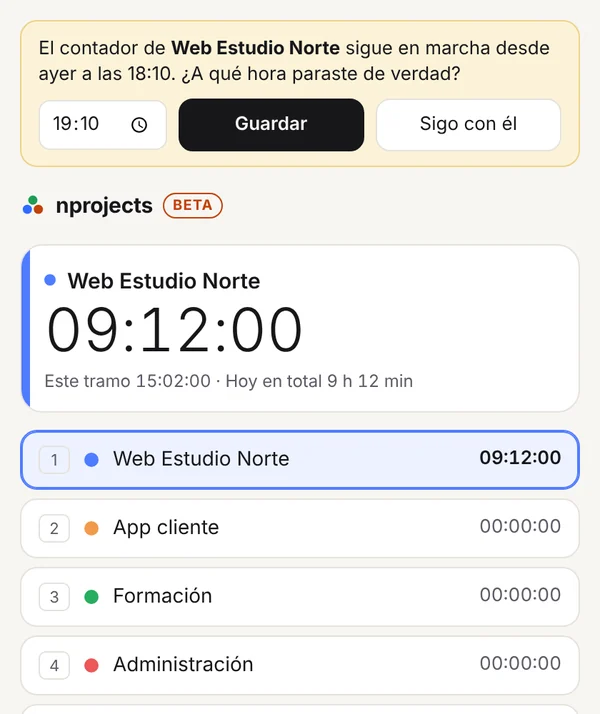 El contador de Web Estudio Norte sigue en marcha desde
ayer a las 18:10. ¿A qué hora paraste de verdad?
19:10
Guardar
Sigo con él
nprojects BETA
Web Estudio Norte
09:12:00
Este tramo 15:02:00 · Hoy en total 9 h 12 min
1 Web Estudio Norte 09:12:00
2 App cliente 00:00:00
3 Formación 00:00:00
4 Administración 00:00:00